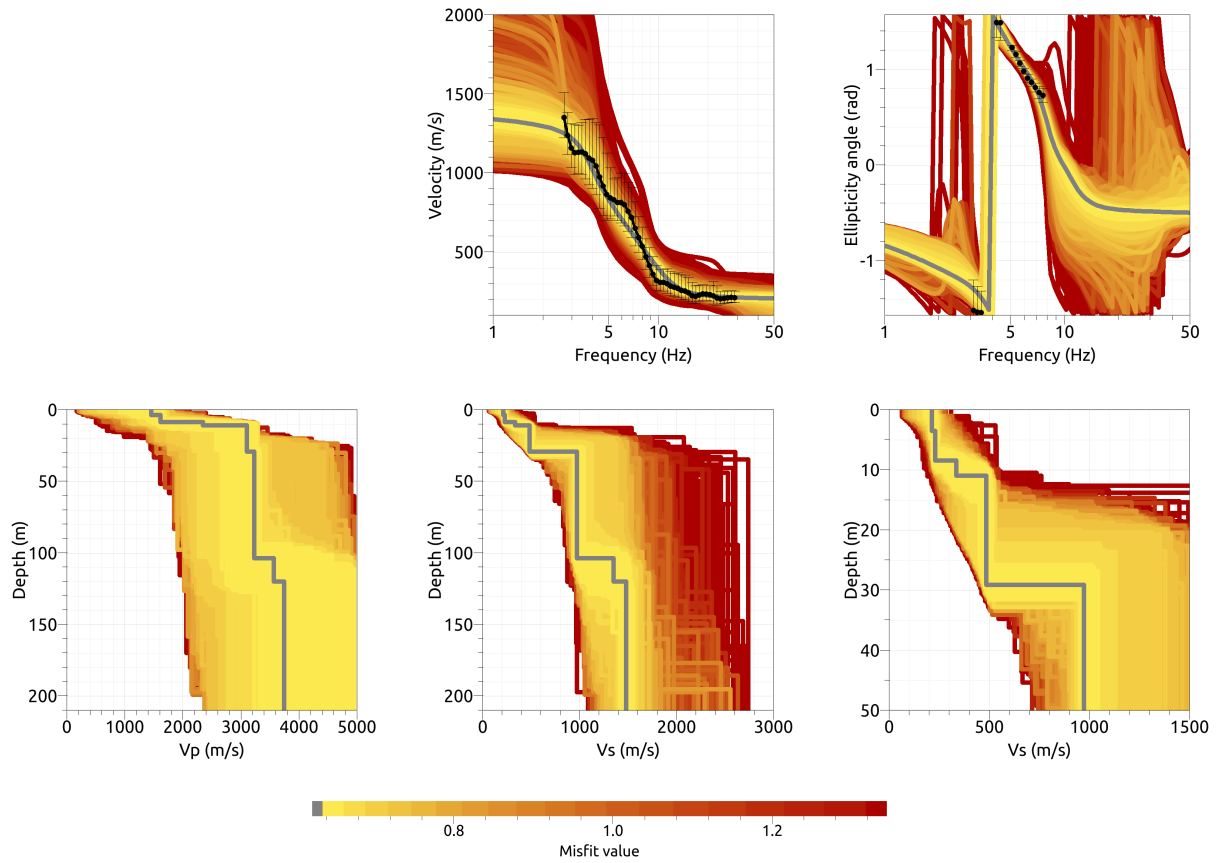 2000
1500
1000
500
Velocity (m/s)
1 5 10 50
Frequency (Hz)
1
0
-1
Ellipticity angle (rad)
1 5 10 50
Frequency (Hz)
0
50
100
150
200
Depth (m)
0 1000 2000 3000 4000 5000
Vp (m/s)
0
50
100
150
200
Depth (m)
0 1000 2000 3000
Vs (m/s)
0
10
20
30
40
50
Depth (m)
0 500 1000 1500
Vs (m/s)
0.8 1.0 1.2
Misfit value